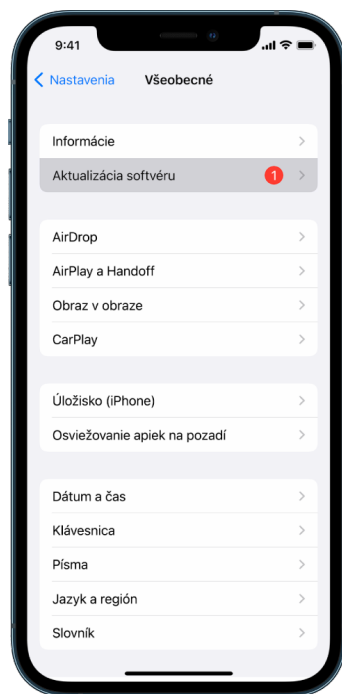 9:41
Nastavenia Všeobecné
Informácie
Aktualizácia softvéru 1
AirDrop
AirPlay a Handoff
Obraz v obraze
CarPlay
Úložisko (iPhone)
Osviežovanie apiek na pozadí
Dátum a čas
Klávesnica
Písma
Jazyk a región
Slovník